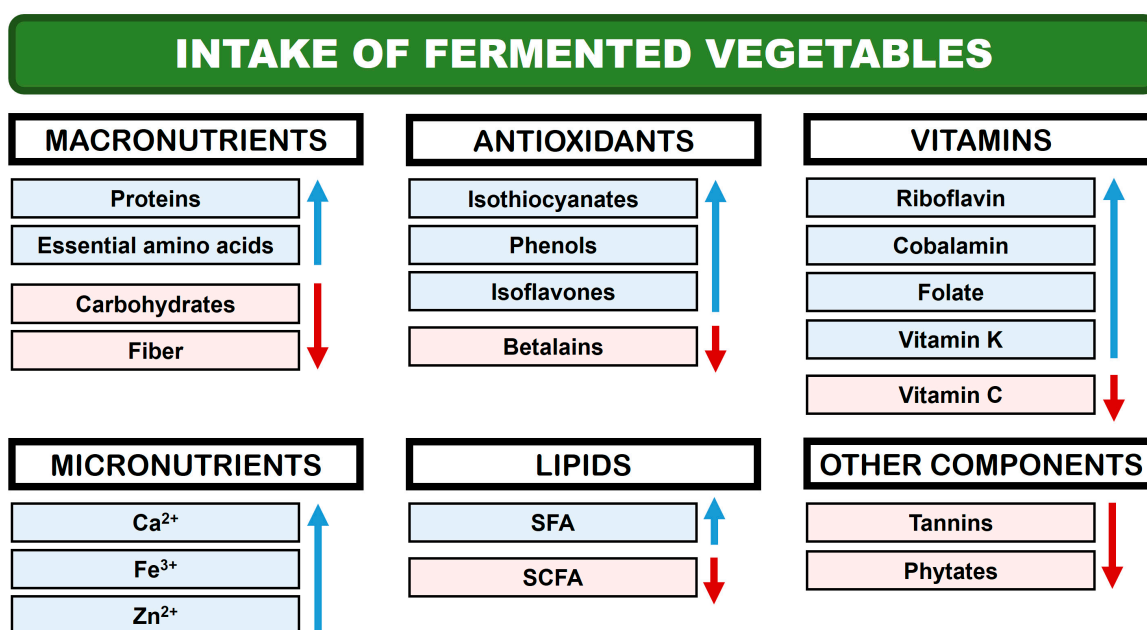 INTAKE OF FERMENTED VEGETABLES
MACRONUTRIENTS
Proteins
Essential amino acids
Carbohydrates
Fiber
ANTIOXIDANTS
Isothiocyanates
Phenols
Isoflavones
Betalains
VITAMINS
Riboflavin
Cobalamin
Folate
Vitamin K
Vitamin C
MICRONUTRIENTS
Ca²⁺
Fe³⁺
Zn²⁺
LIPIDS
SFA
SCFA
OTHER COMPONENTS
Tannins
Phytates